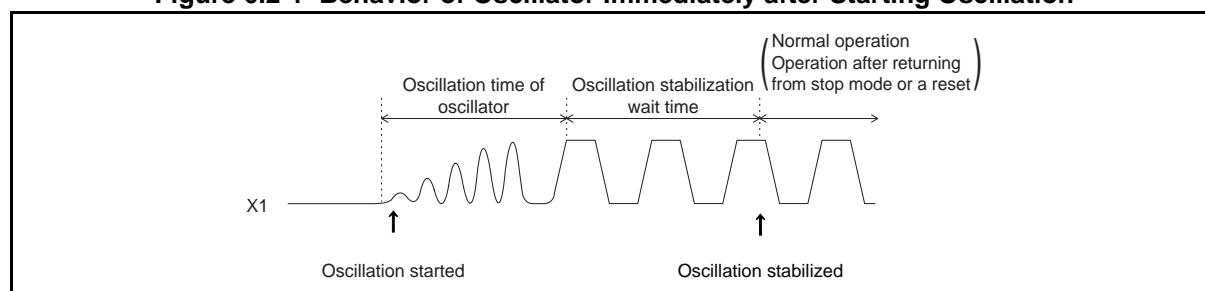 Figure Behavior of Oscillator Immediately after Starting Oscillation
Normal operation
Operation after returning
from stop mode or a reset
Oscillation time of
oscillator
Oscillation stabilization
wait time
X1
Oscillation started
Oscillation stabilized